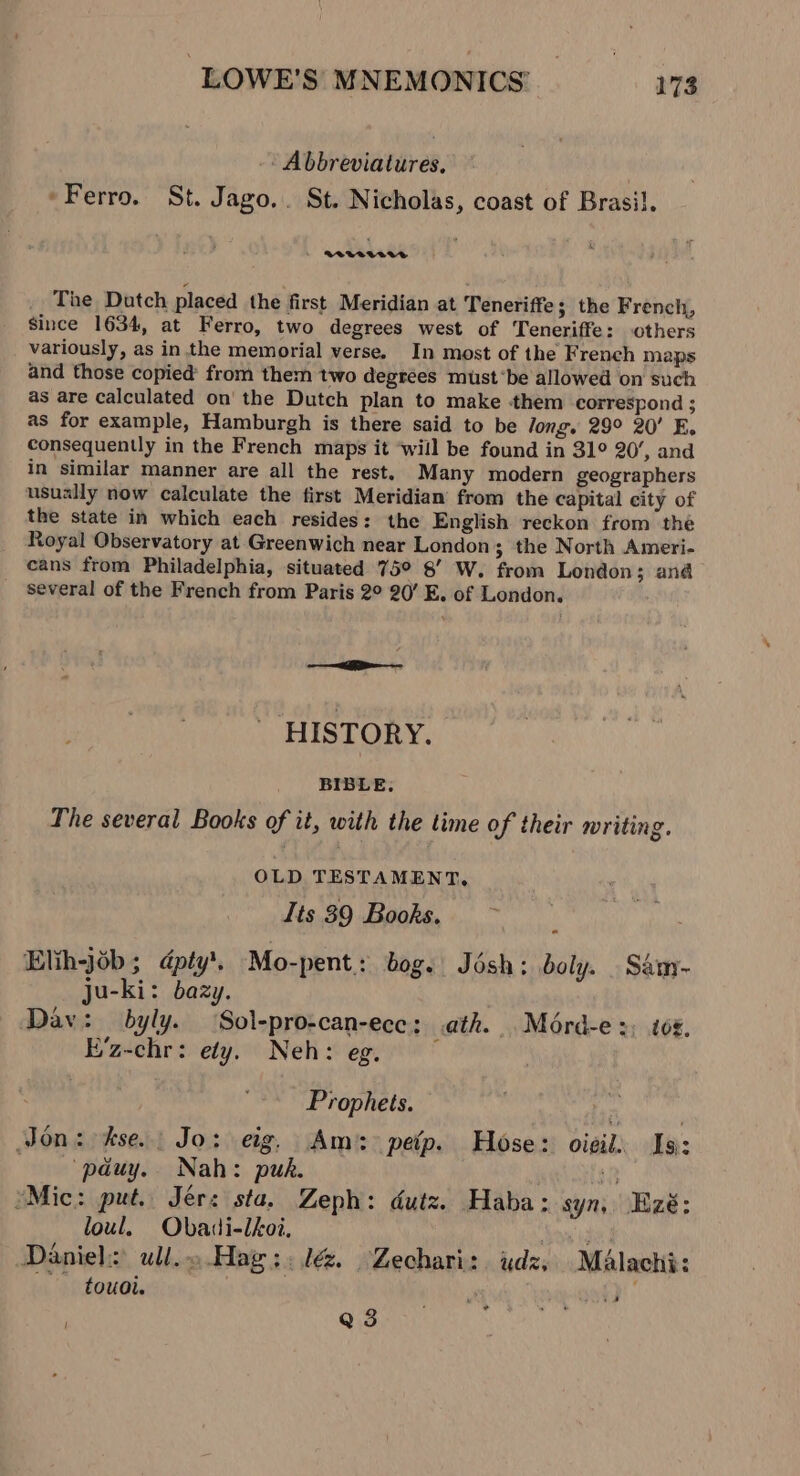 LOWE'S MNEMONICS 173
Abbreviatures.
Ferro. St. Jago. St. Nicholas, coast of Brasil.
The Dutch placed the first Meridian at Teneriffe; the French,
since 1634, at Ferro, two degrees west of Teneriffe: others
variously, as in the memorial verse. In most of the French maps
and those copied from them two degrees must be allowed on such
as are calculated on the Dutch plan to make them correspond;
as for example, Hamburgh is there said to be long. 29° 20′ E.
consequently in the French maps it will be found in 31° 20′, and
in similar manner are all the rest. Many modern geographers
usually now calculate the first Meridian from the capital city of
the state in which each resides: the English reckon from the
Royal Observatory at Greenwich near London; the North Ameri-
cans from Philadelphia, situated 75° 8′ W. from London; and
several of the French from Paris 2° 20′ E. of London.
HISTORY.
BIBLE.
The several Books of it, with the time of their writing.
OLD TESTAMENT.
Its 39 Books.
Elih-jŏb; ápty. Mo-pent: bog. Jósh: boly. Sám-
ju-ki: bazy.
Dav: byly. Sol-pro-can-ecc: ath. Mórd-e: toz.
E'z-chr: ety. Neh: eg.
Prophets.
Jón: kse. Jo: eig. Am: peíp. Hóse: oisil. Is:
páuy. Nah: puk.
Mic: put. Jér: sta. Zeph: dutz. Haba: syn. Ezë:
loul. Obadi-lkoi.
Dàniel: ull. Hag: léz. Zechari: údz. Málachi:
touoi.
Q 3